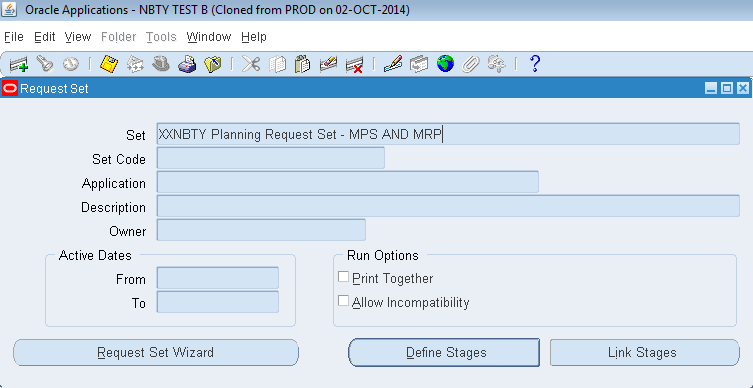 Oracle Applications - NBTY TEST B (Cloned from PROD on 02-OCT-2014)
File Edit View Folder Tools Window Help
?
Request Set
Set XXNBTY Planning Request Set - MPS AND MRP
Set Code
Application
Description
Owner
Active Dates
From
To
Run Options
Print Together
Allow Incompatibility
Request Set Wizard
Define Stages
Link Stages